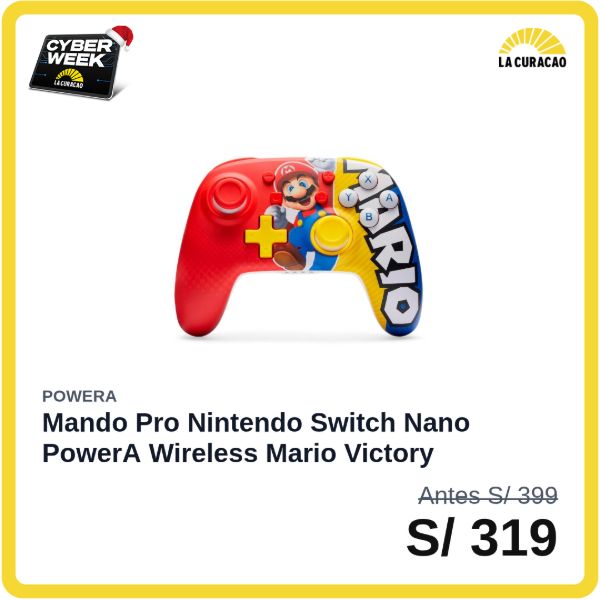 CYBER
WEEK
LA CURACAO
LA CURACAO
MARIO
X
Y
A
B
POWERA
Mando Pro Nintendo Switch Nano
PowerA Wireless Mario Victory
Antes S/ 399
S/ 319